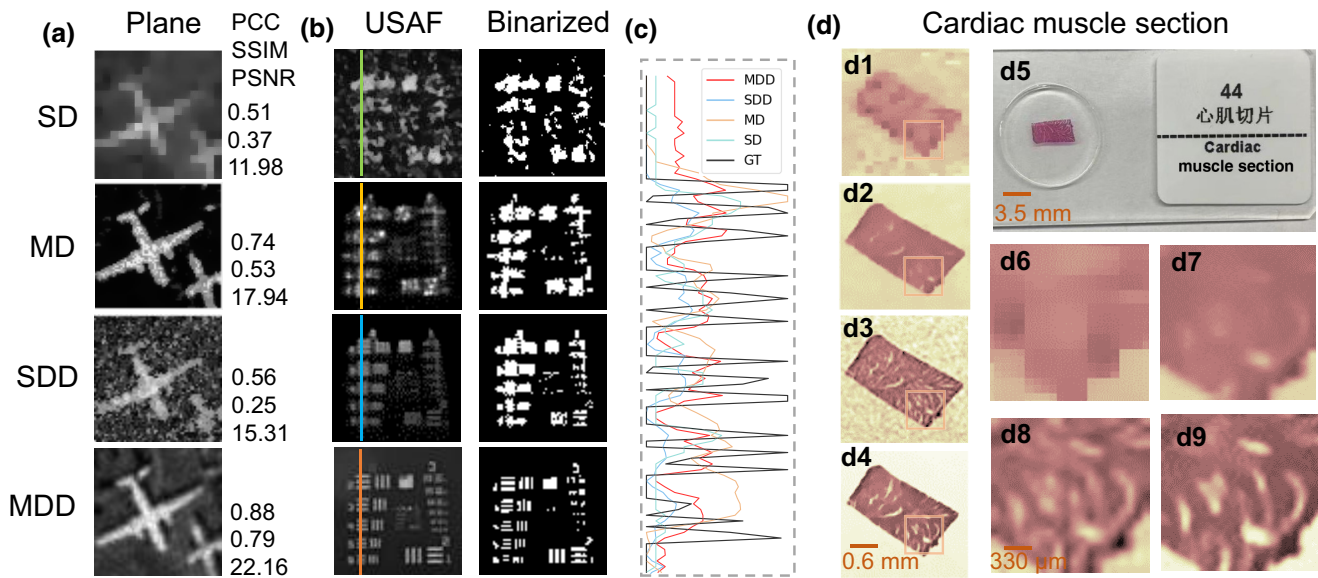 (a)
Plane
PCC
SSIM
PSNR
SD
0.51
0.37
11.98
MD
0.74
0.53
17.94
SDD
0.56
0.25
15.31
MDD
0.88
0.79
22.16
(b)
USAF
Binarized
(c)
MDD
SDD
MD
SD
GT
(d)
Cardiac muscle section
d1
d2
d3
d4
0.6 mm
d5
44
心肌切片
Cardiac
muscle section
3.5 mm
d6
d7
d8
330 μm
d9